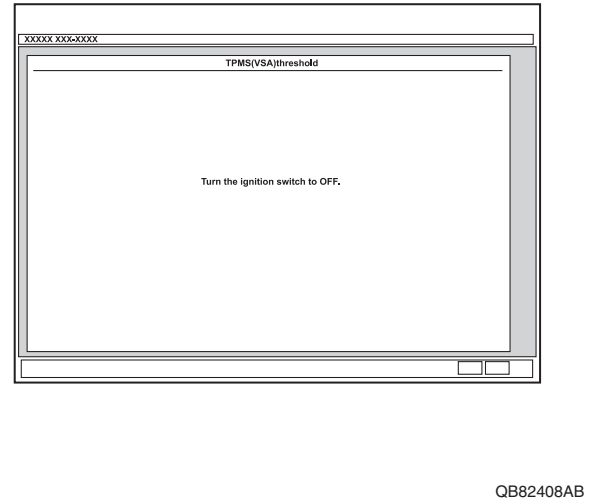 XXXXX XXX-XXXX
TPMS(VSA)threshold
Turn the ignition switch to OFF.
QB82408AB